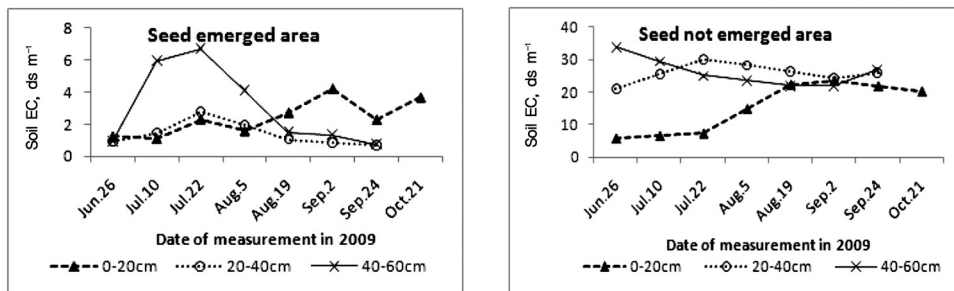 Seed emerged area
Soil EC, ds m⁻¹
8
6
4
2
0
Jun.26
Jul.10
Jul.22
Aug.5
Aug.19
Sep.2
Sep.24
Oct.21
Date of measurement in 2009
0-20cm 20-40cm 40-60cm
Seed not emerged area
Soil EC, ds m⁻¹
40
30
20
10
0
Jun.26
Jul.10
Jul.22
Aug.5
Aug.19
Sep.2
Sep.24
Oct.21
Date of measurement in 2009
0-20cm 20-40cm 40-60cm